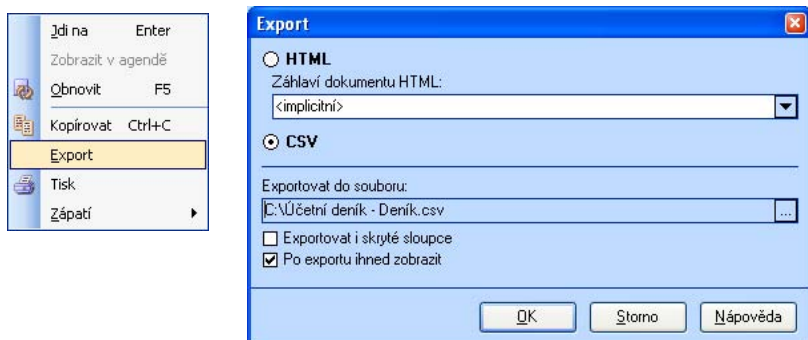 Jdi na Enter
Zobrazit v agendě
Obnovit F5
Kopírovat Ctrl+C
Export
Tisk
Zápatí
Export
HTML
Záhlaví dokumentu HTML:
<implicitní>
CSV
Exportovat do souboru:
C:\Účetní deník - Deník.csv
...
Exportovat i skryté sloupce
Po exportu ihned zobrazit
OK Storno Nápověda